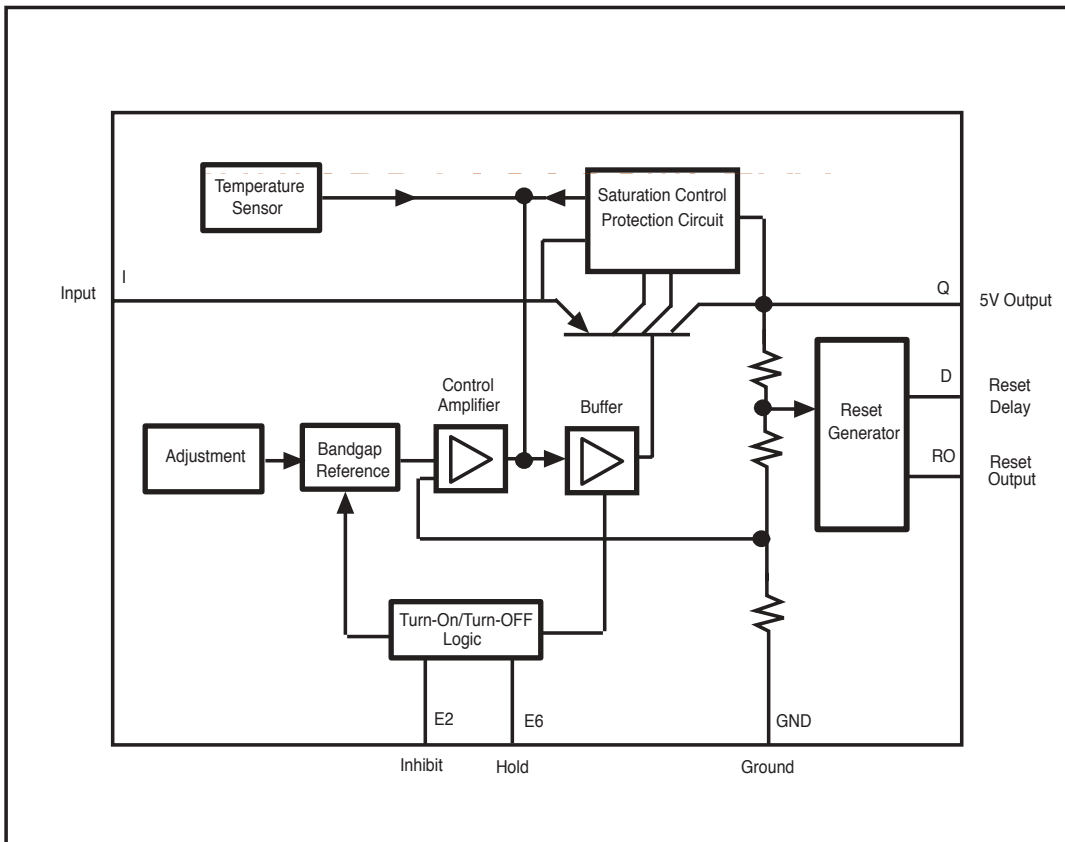 Temperature
Sensor
Saturation Control
Protection Circuit
I
Input
Q
5V Output
Control
Amplifier
Buffer
D
Reset
Delay
Reset
Generator
Adjustment
Bandgap
Reference
RO
Reset
Output
Turn-On/Turn-OFF
Logic
E2
E6
GND
Inhibit
Hold
Ground